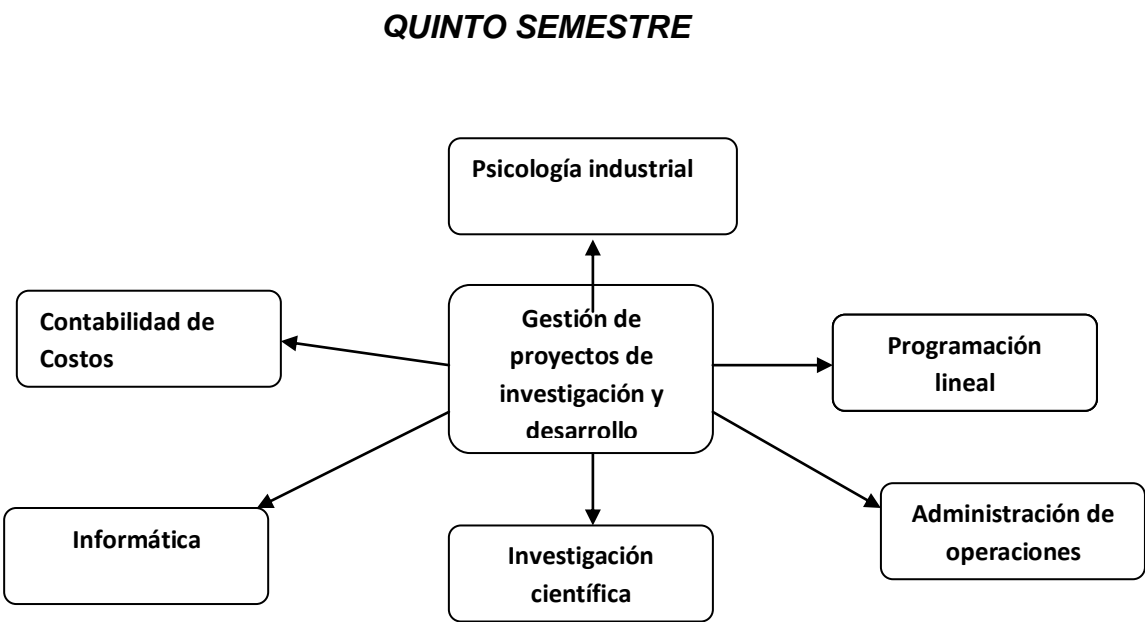 QUINTO SEMESTRE
Psicología industrial
Contabilidad de
Costos
Gestión de
proyectos de
investigación y
desarrollo
Programación
lineal
Informática
Investigación
científica
Administración de
operaciones